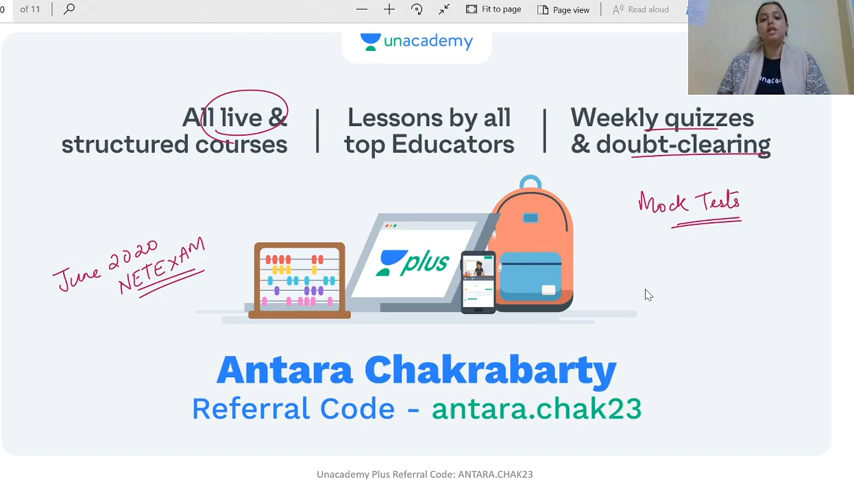 0
of 11
Fit to page
Page view
Read aloud
unacademy
All live &
structured courses
Lessons by all
top Educators
Weekly quizzes
& doubt-clearing
Mock Tests
June 2020
NETEXAM
plus
Antara Chakrabarty
Referral Code - antara.chak23
Unacademy Plus Referral Code: ANTARA.CHAK23